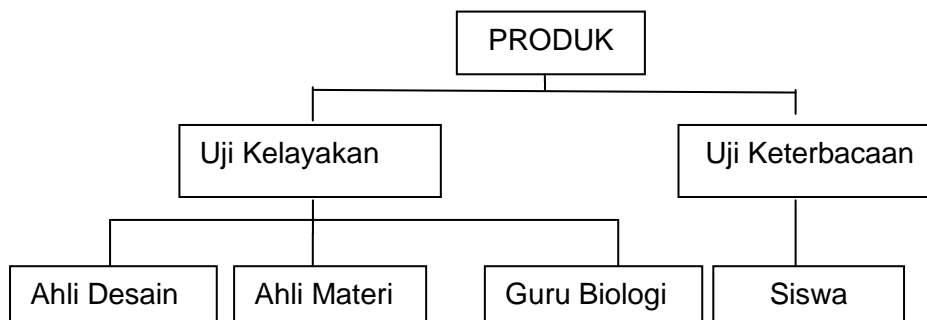 PRODUK
Uji Kelayakan
Uji Keterbacaan
Ahli Desain
Ahli Materi
Guru Biologi
Siswa